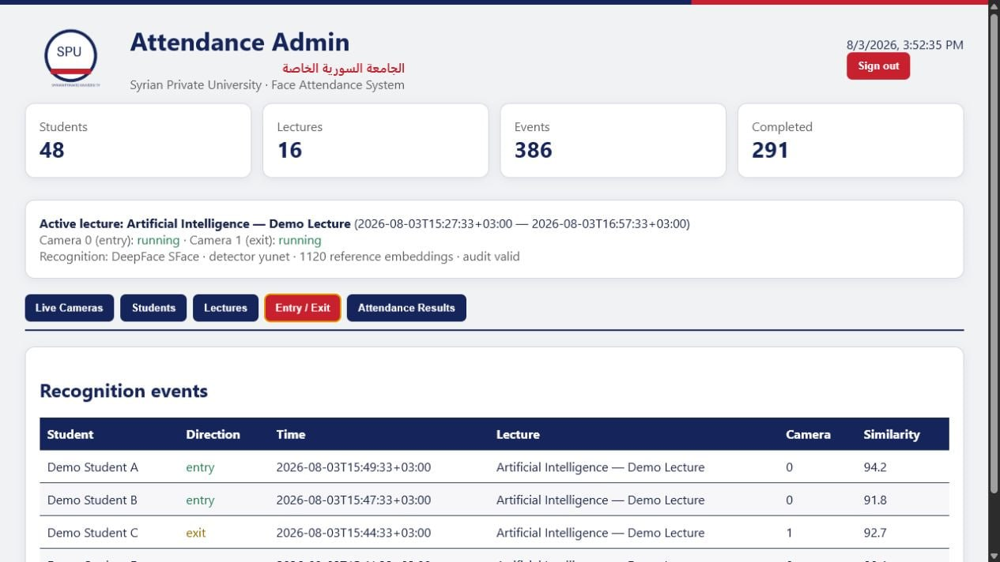 SPU
SYRIAN PRIVATE UNIVERSITY
Attendance Admin
الجامعة السورية الخاصة
Syrian Private University · Face Attendance System
8/3/2026, 3:52:35 PM
Sign out
Students
48
Lectures
16
Events
386
Completed
291
Active lecture: Artificial Intelligence — Demo Lecture (2026-08-03T15:27:33+03:00 — 2026-08-03T16:57:33+03:00)
Camera 0 (entry): running · Camera 1 (exit): running
Recognition: DeepFace SFace · detector yunet · 1120 reference embeddings · audit valid
Live Cameras Students Lectures Entry / Exit Attendance Results
Recognition events
Student Direction Time Lecture Camera Similarity
Demo Student A entry 2026-08-03T15:49:33+03:00 Artificial Intelligence — Demo Lecture 0 94.2
Demo Student B entry 2026-08-03T15:47:33+03:00 Artificial Intelligence — Demo Lecture 0 91.8
Demo Student C exit 2026-08-03T15:44:33+03:00 Artificial Intelligence — Demo Lecture 1 92.7